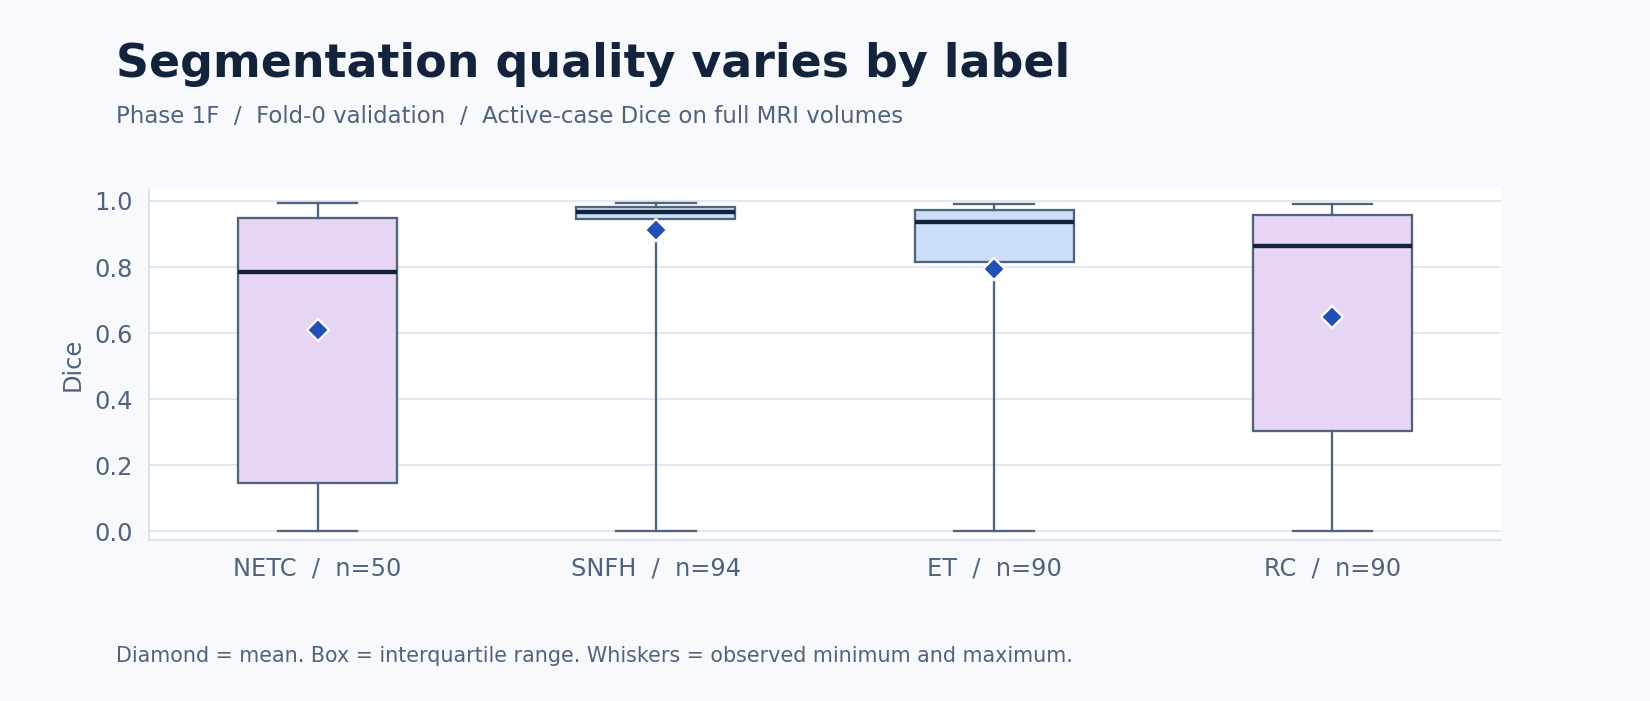 Segmentation quality varies by label
Phase 1F / Fold-0 validation / Active-case Dice on full MRI volumes
1.0
0.8
0.6
0.4
0.2
0.0
Dice
NETC / n=50
SNFH / n=94
ET / n=90
RC / n=90
Diamond = mean. Box = interquartile range. Whiskers = observed minimum and maximum.